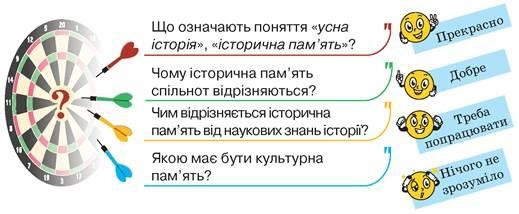 Що означають поняття «усна
історія», «історична пам'ять»?
Чому історична пам'ять
спільнот відрізняються?
Чим відрізняється історична
пам'ять від наукових знань історії?
Якою має бути культурна
пам'ять?
Прекрасно
Добре
Треба
попрацювати
Нічого не
зрозуміло
?